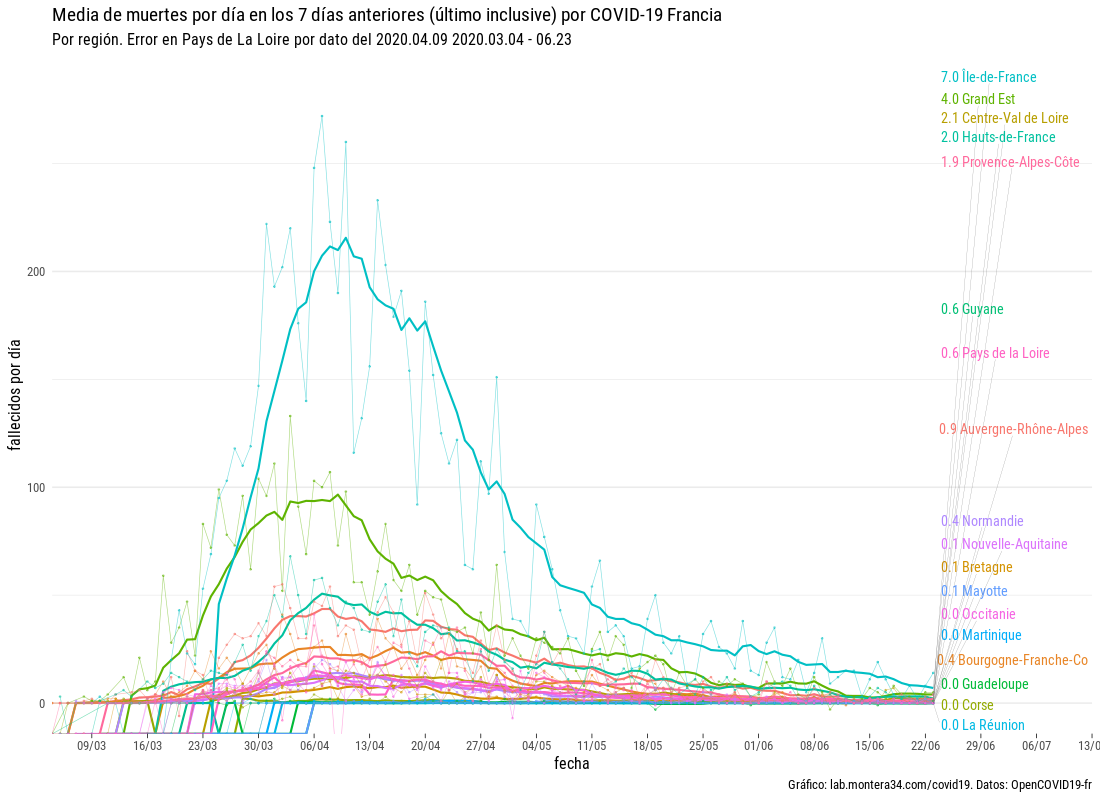 Media de muertes por día en los 7 días anteriores (último inclusive) por COVID-19 Francia
Por región. Error en Pays de La Loire por dato del 2020.04.09 2020.03.04 - 06.23
7.0 Île-de-France
4.0 Grand Est
2.1 Centre-Val de Loire
2.0 Hauts-de-France
1.9 Provence-Alpes-Côte
0.6 Guyane
0.6 Pays de la Loire
0.9 Auvergne-Rhône-Alpes
0.4 Normandie
0.1 Nouvelle-Aquitaine
0.1 Bretagne
0.1 Mayotte
0.0 Occitanie
0.0 Martinique
0.4 Bourgogne-Franche-Co
0.0 Guadeloupe
0.0 Corse
0.0 La Réunion
fallecidos por día
200
100
0
09/03 16/03 23/03 30/03 06/04 13/04 20/04 27/04 04/05 11/05 18/05 25/05 01/06 08/06 15/06 22/06 29/06 06/07 13/0
fecha
Gráfico: lab.montera34.com/covid19. Datos: OpenCOVID19-fr